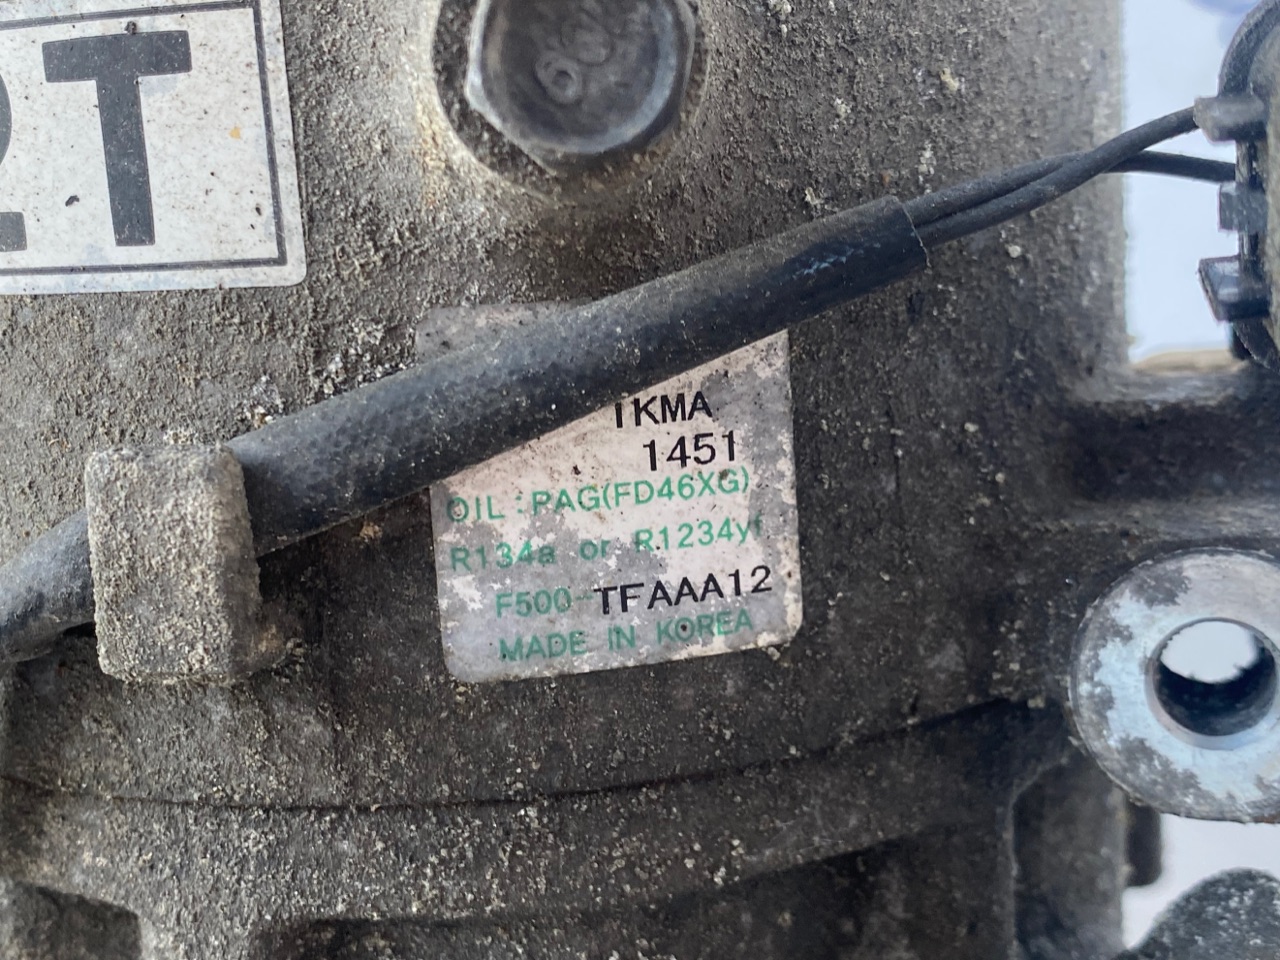 2T
1KMA
1451
OIL : PAG(FD46XG)
R134a or R1234yf
F500-TFAAA12
MADE IN KOREA